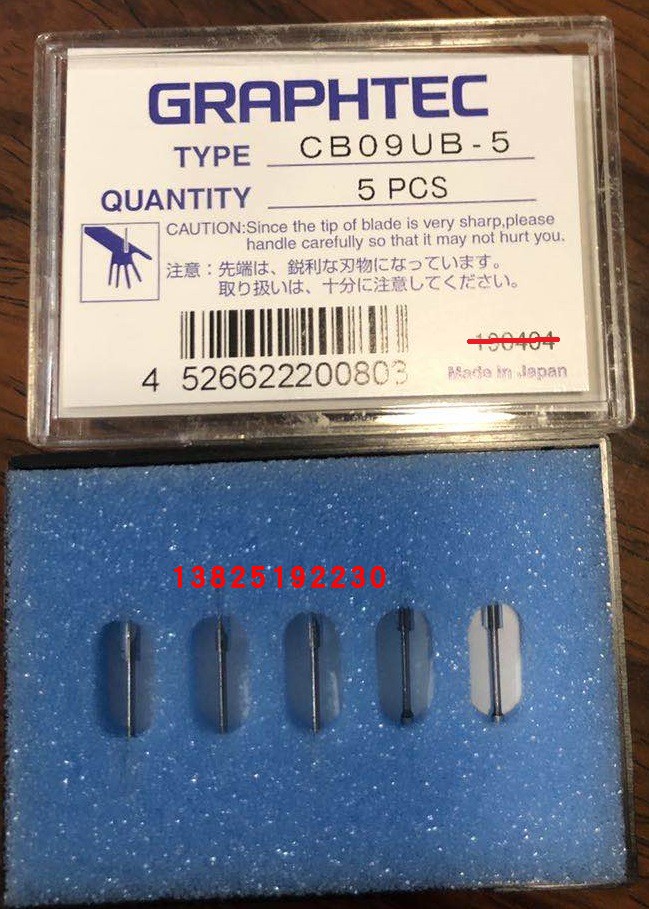 GRAPHTEC
TYPE CB09UB-5
QUANTITY 5 PCS
CAUTION:Since the tip of blade is very sharp,please
handle carefully so that it may not hurt you.
注意：先端は、鋭利な刃物になっています。
取り扱いは、十分に注意してください。
4 526622200803
Made in Japan
13825192230